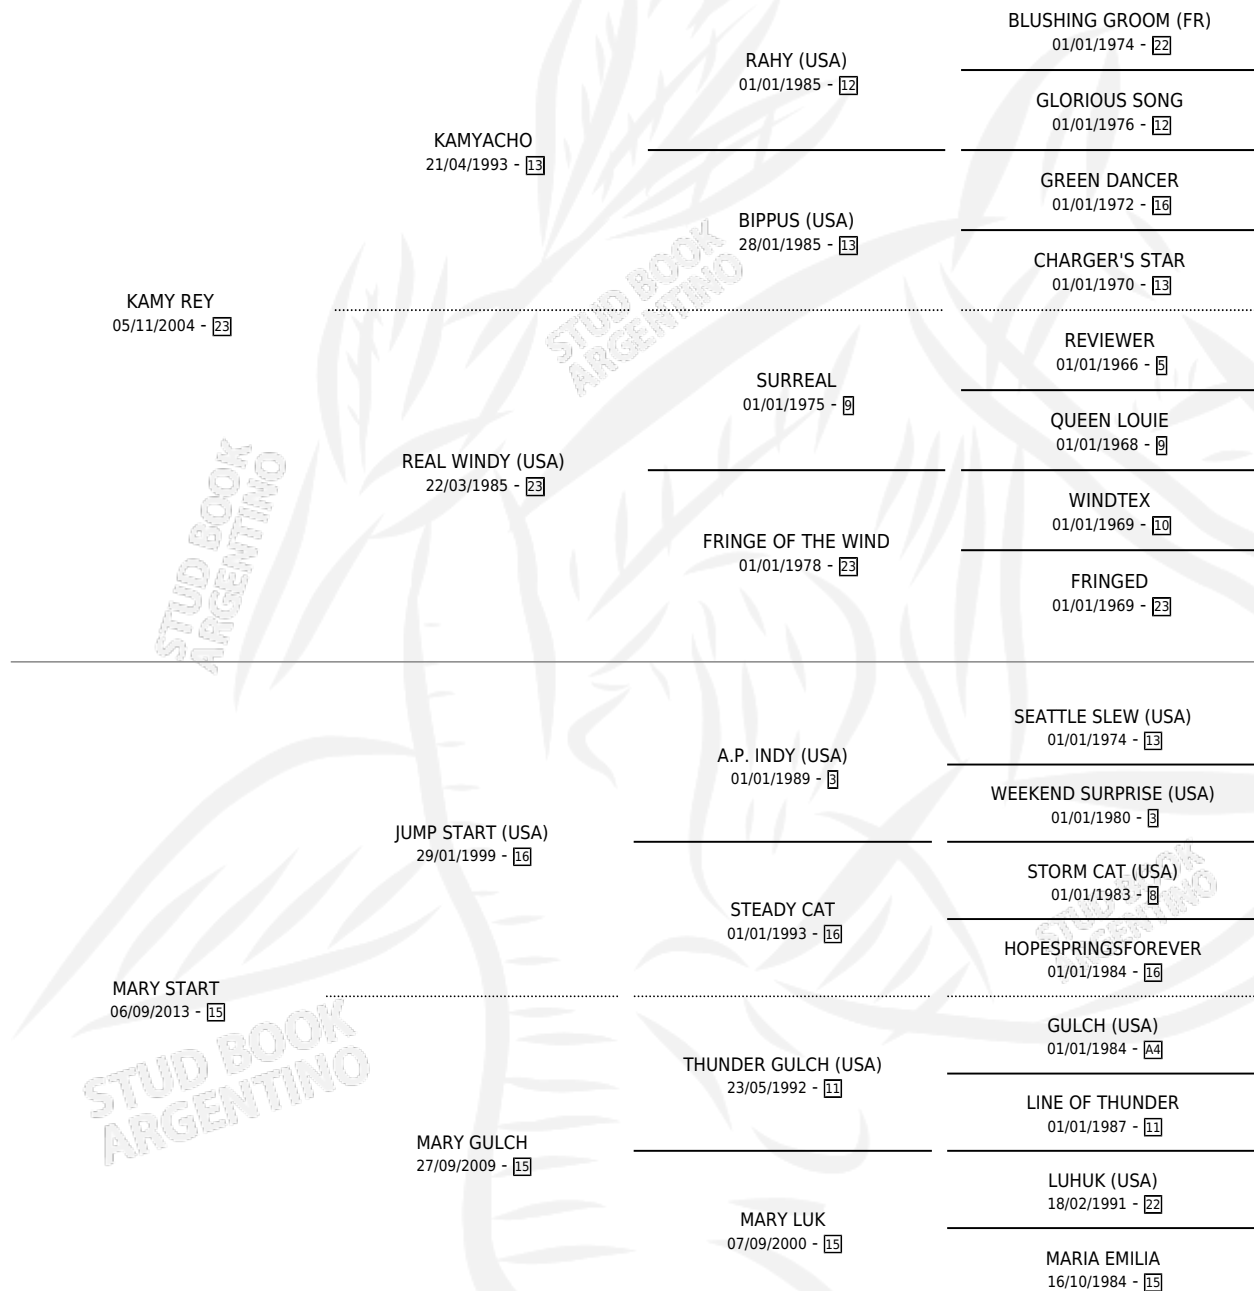 BLUSHING GROOM (FR)
01/01/1974 - 22
RAHY (USA)
01/01/1985 - 12
GLORIOUS SONG
01/01/1976 - 12
KAMYACHO
21/04/1993 - 13
GREEN DANCER
01/01/1972 - 16
BIPPUS (USA)
28/01/1985 - 13
CHARGER'S STAR
01/01/1970 - 13
KAMY REY
05/11/2004 - 23
REVIEWER
01/01/1966 - 5
SURREAL
01/01/1975 - 9
QUEEN LOUIE
01/01/1968 - 9
REAL WINDY (USA)
22/03/1985 - 23
WINDTEX
01/01/1969 - 10
FRINGE OF THE WIND
01/01/1978 - 23
FRINGED
01/01/1969 - 23
STUD BOOK
ARGENTINO
STUD BOOK
ARGENTINO
SEATTLE SLEW (USA)
01/01/1974 - 13
A.P. INDY (USA)
01/01/1989 - 3
WEEKEND SURPRISE (USA)
01/01/1980 - 3
JUMP START (USA)
29/01/1999 - 16
STORM CAT (USA)
01/01/1983 - 8
STEADY CAT
01/01/1993 - 16
HOPESPRINGSFOREVER
01/01/1984 - 16
MARY START
06/09/2013 - 15
GULCH (USA)
01/01/1984 - A4
THUNDER GULCH (USA)
23/05/1992 - 11
LINE OF THUNDER
01/01/1987 - 11
MARY GULCH
27/09/2009 - 15
LUHUK (USA)
18/02/1991 - 22
MARY LUK
07/09/2000 - 15
MARIA EMILIA
16/10/1984 - 15
STUD BOOK
ARGENTINO
STUD BOOK
ARGENTINO